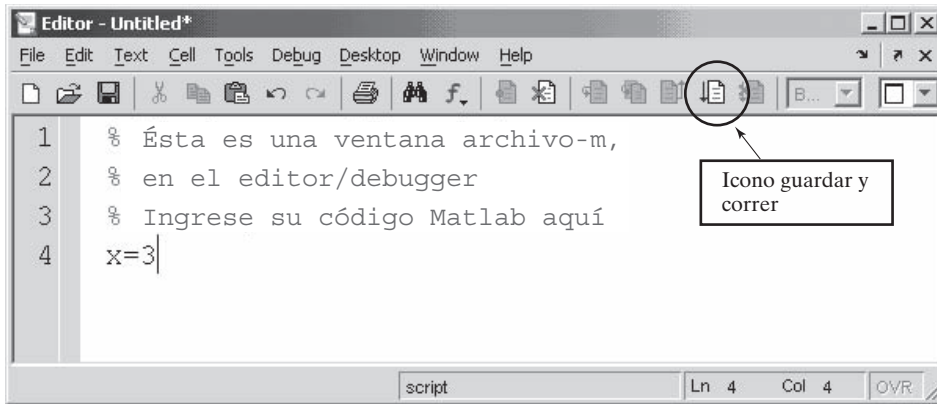 Editor - Untitled*
File Edit Text Cell Tools Debug Desktop Window Help
B...
1 % Ésta es una ventana archivo-m,
2 % en el editor/debugger
3 % Ingrese su código Matlab aquí
4 x=3
Icono guardar y
correr
script Ln 4 Col 4 OVR